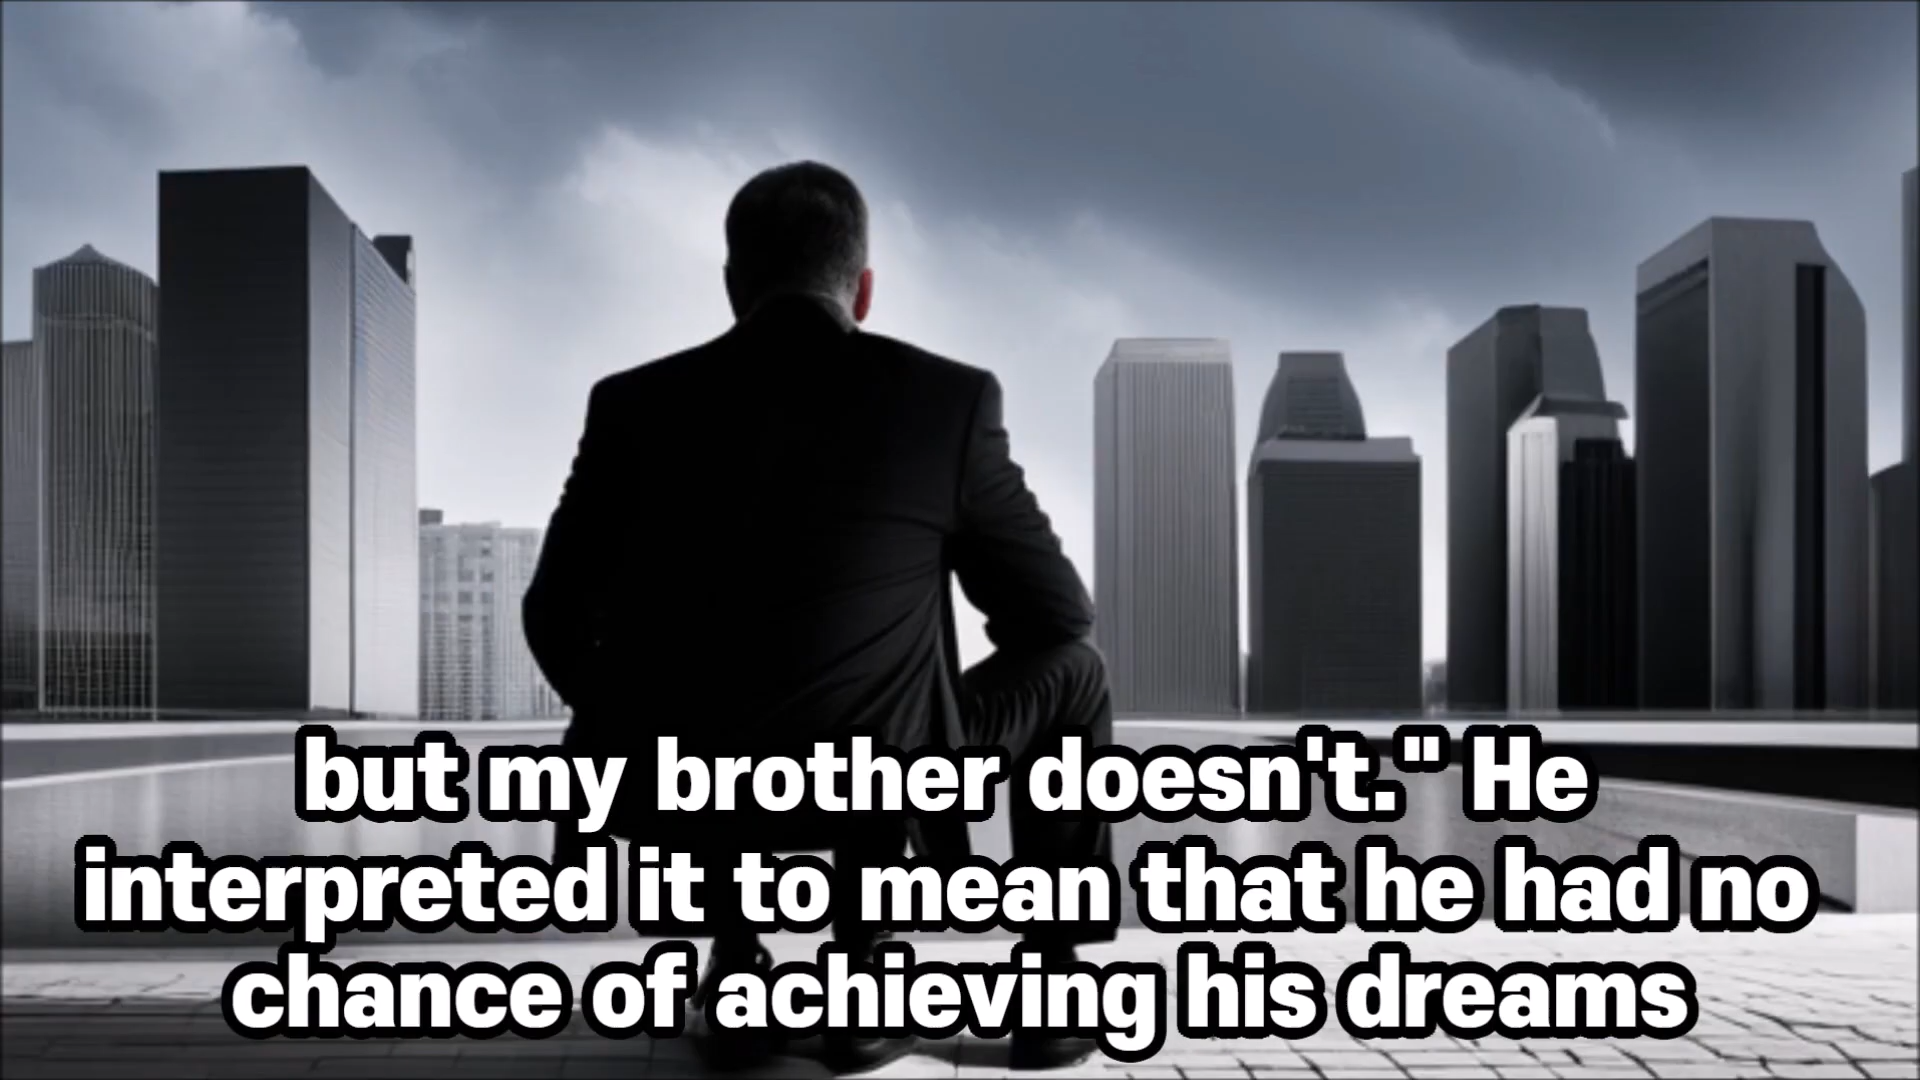 but my brother doesn't." He
interpreted it to mean that he had no
chance of achieving his dreams